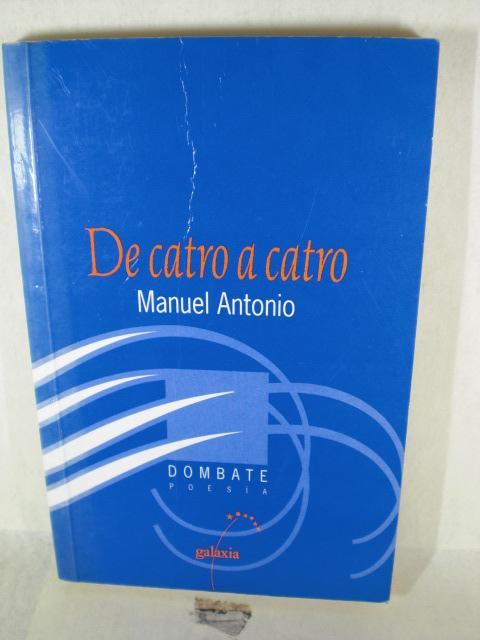 De catro a catro
Manuel Antonio
DOMBATE
POESÍA
galaxia